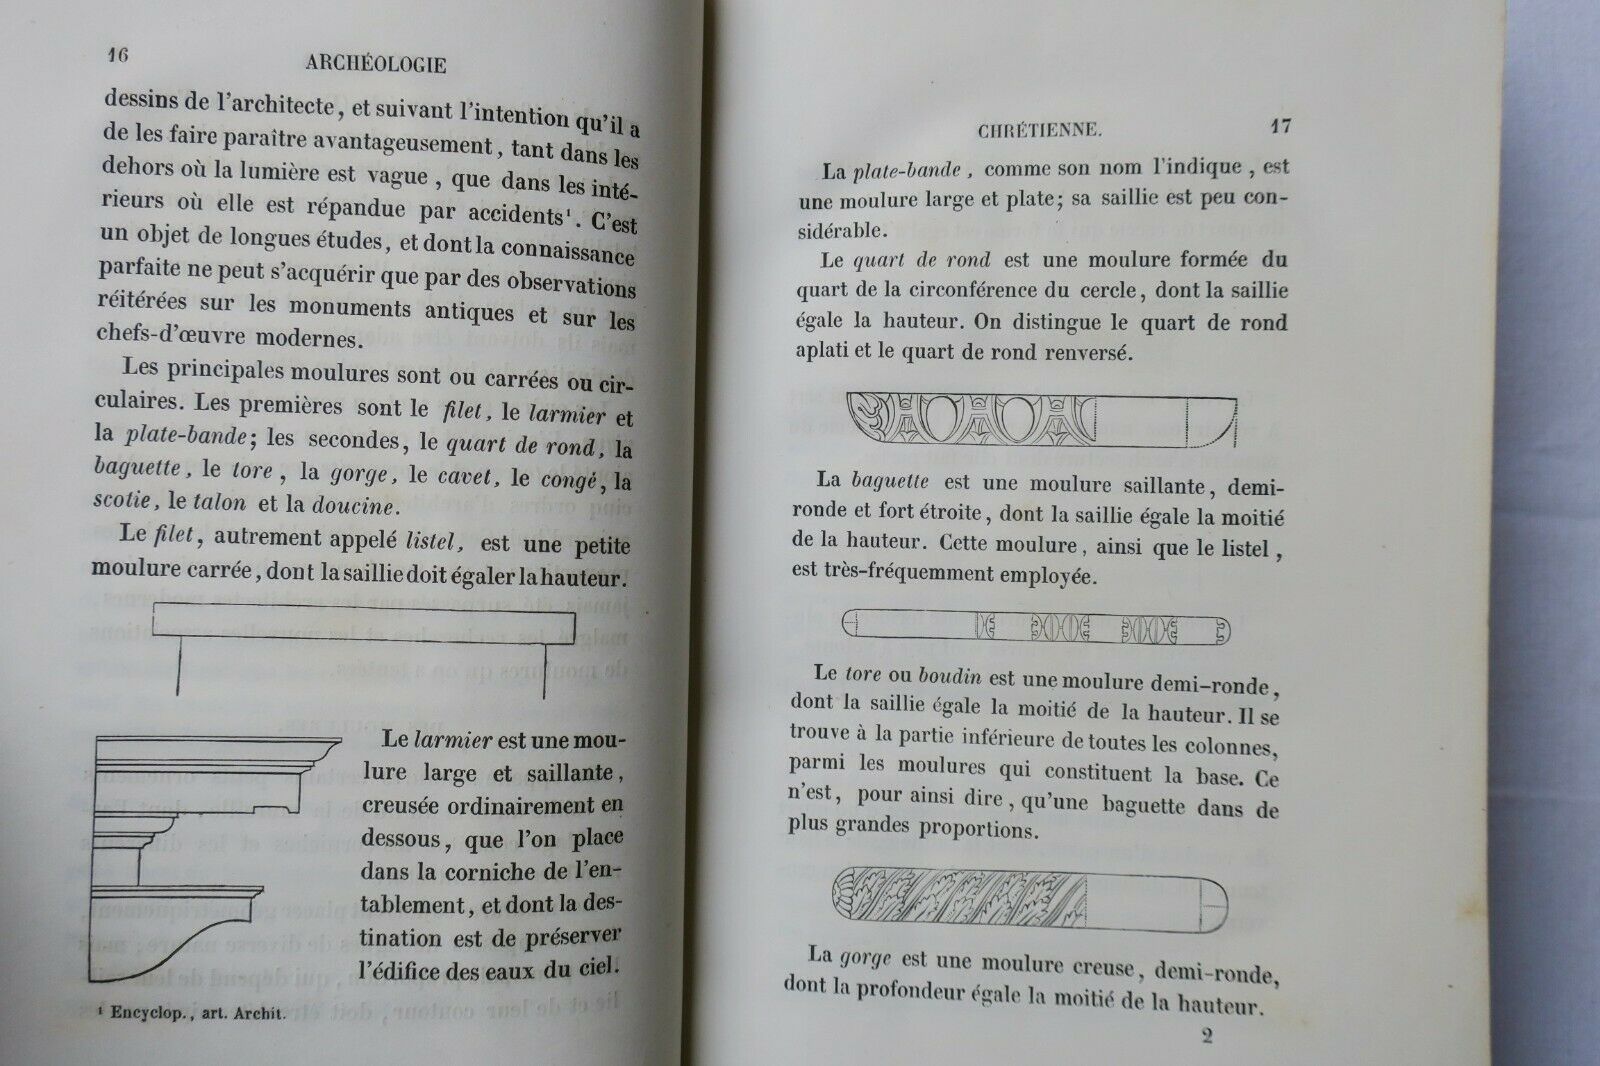 16
ARCHÉOLOGIE
dessins de l'architecte, et suivant l'intention qu'il a
de les faire paraître avantageusement, tant dans les
dehors où la lumière est vague, que dans les inté-
rieurs où elle est répandue par accidents¹. C'est
un objet de longues études, et dont la connaissance
parfaite ne peut s'acquérir que par des observations
réitérées sur les monuments antiques et sur les
chefs-d'œuvre modernes.
Les principales moulures sont ou carrées ou cir-
culaires. Les premières sont le filet, le larmier et
la plate-bande; les secondes, le quart de rond, la
baguette, le tore, la gorge, le cavet, le congé, la
scotie, le talon et la doucine.
Le filet, autrement appelé listel, est une petite
moulure carrée, dont la saillie doit égaler la hauteur.
Le larmier est une mou-
lure large et saillante,
creusée ordinairement en
dessous, que l'on place
dans la corniche de l'en-
tablement, et dont la des-
tination est de préserver
l'édifice des eaux du ciel.
¹ Encyclop., art. Archit.
CHRÉTIENNE.
17
La plate-bande, comme son nom l'indique, est
une moulure large et plate; sa saillie est peu con-
sidérable.
Le quart de rond est une moulure formée du
quart de la circonférence du cercle, dont la saillie
égale la hauteur. On distingue le quart de rond
aplati et le quart de rond renversé.
La baguette est une moulure saillante, demi-
ronde et fort étroite, dont la saillie égale la moitié
de la hauteur. Cette moulure, ainsi que le listel,
est très-fréquemment employée.
Le tore ou boudin est une moulure demi-ronde,
dont la saillie égale la moitié de la hauteur. Il se
trouve à la partie inférieure de toutes les colonnes,
parmi les moulures qui constituent la base. Ce
n'est, pour ainsi dire, qu'une baguette dans de
plus grandes proportions.
La gorge est une moulure creuse, demi-ronde,
dont la profondeur égale la moitié de la hauteur.
2